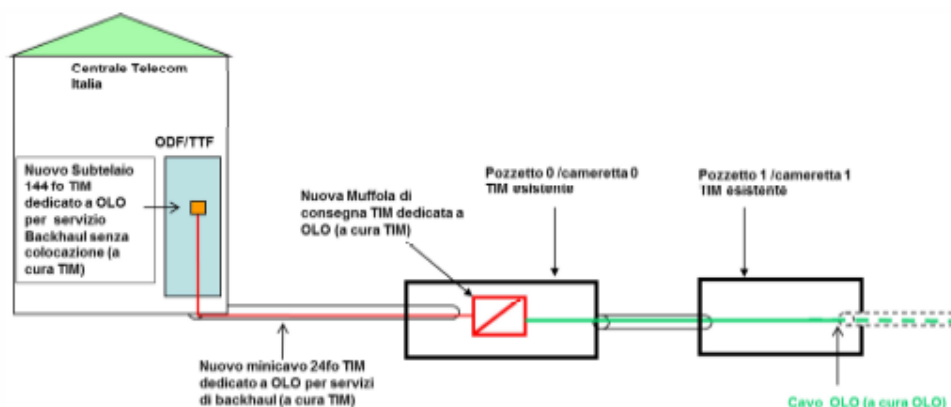 Centrale Telecom
Italia
ODF/TTF
Nuovo Subtelaio
144 fo TIM
dedicato a OLO
per servizio
Backhaul senza
colocazione (a
cura TIM)
Nuova Muffola di
consegna TIM dedicata a
OLO (a cura TIM)
Pozzetto 0 /cameretta 0
TIM esistente
Pozzetto 1 /cameretta 1
TIM esistente
Nuovo minicavo 24fo TIM
dedicato a OLO per servizi
di backhaul (a cura TIM)
Cavo OLO (a cura OLO)